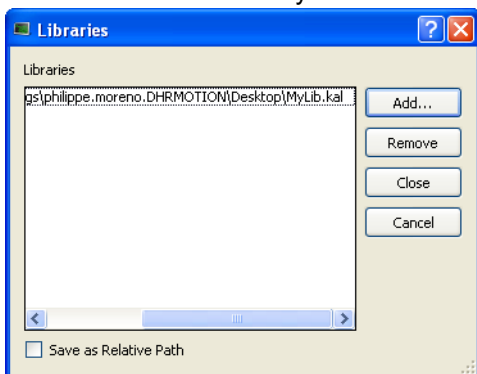 Libraries
Libraries
gs\philippe.moreno.DHRMOTION\Desktop\MyLib.kal
Add...
Remove
Close
Cancel
Save as Relative Path